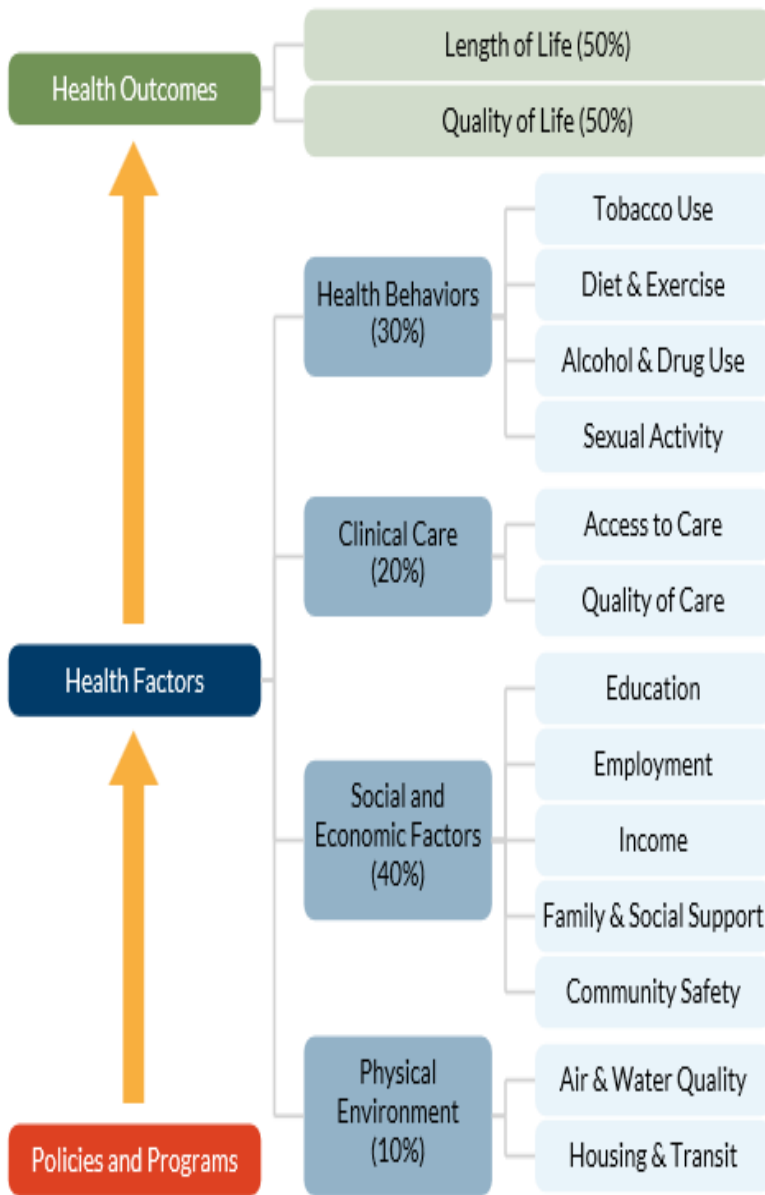 Health Outcomes
Length of Life (50%)
Quality of Life (50%)
Health Factors
Health Behaviors
(30%)
Tobacco Use
Diet & Exercise
Alcohol & Drug Use
Sexual Activity
Clinical Care
(20%)
Access to Care
Quality of Care
Social and
Economic Factors
(40%)
Education
Employment
Income
Family & Social Support
Community Safety
Physical
Environment
(10%)
Air & Water Quality
Housing & Transit
Policies and Programs